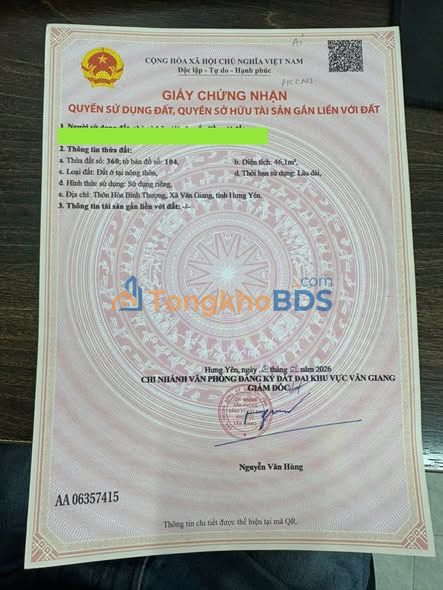 Ai
CỘNG HÒA XÃ HỘI CHỦ NGHĨA VIỆT NAM
Độc lập - Tự do - Hạnh phúc
HCCN3
GIẤY CHỨNG NHẬN
QUYỀN SỬ DỤNG ĐẤT, QUYỀN SỞ HỮU TÀI SẢN GẮN LIỀN VỚI ĐẤT
2. Thông tin thửa đất:
a. Thửa đất số: 360; tờ bản đồ số: 104, b. Diện tích: 46,1m²,
c. Loại đất: Đất ở tại nông thôn, d. Thời hạn sử dụng: Lâu dài,
đ. Hình thức sử dụng: Sử dụng riêng,
e. Địa chỉ: Thôn Hòa Bình Thượng, Xã Văn Giang, tỉnh Hưng Yên.
3. Thông tin tài sản gắn liền với đất: -/-
TongkhoBDS.com
Hưng Yên, ngày tháng năm 2026
CHI NHÁNH VĂN PHÒNG ĐĂNG KÝ ĐẤT ĐAI KHU VỰC VĂN GIANG
GIÁM ĐỐC
Nguyễn Văn Hùng
AA 06357415
Thông tin chi tiết được thể hiện tại mã QR.